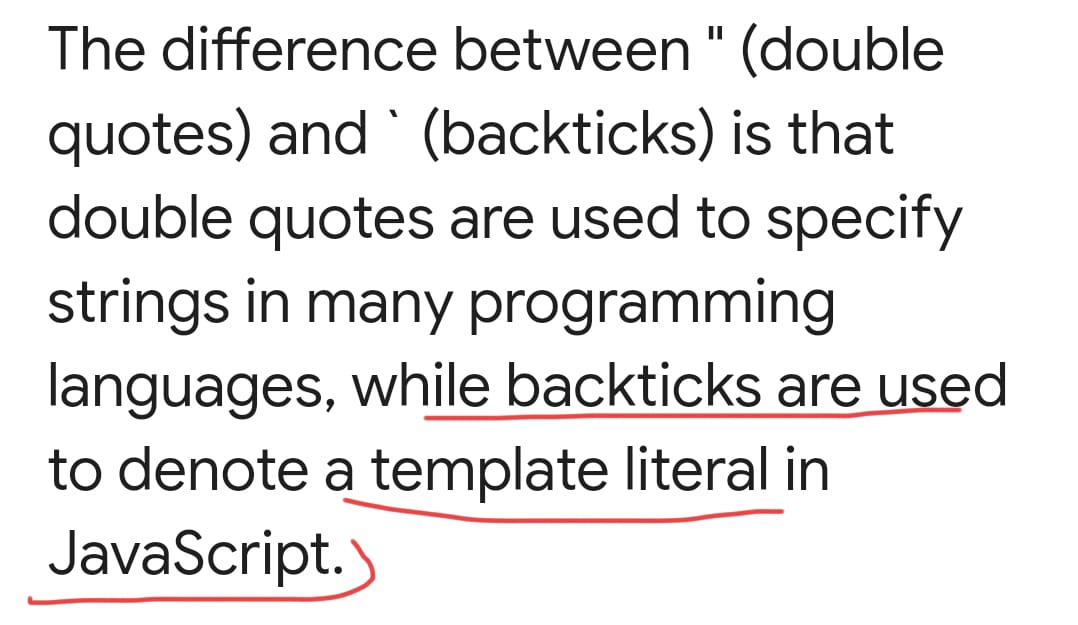 The difference between " (double
quotes) and ` (backticks) is that
double quotes are used to specify
strings in many programming
languages, while backticks are used
to denote a template literal in
JavaScript.